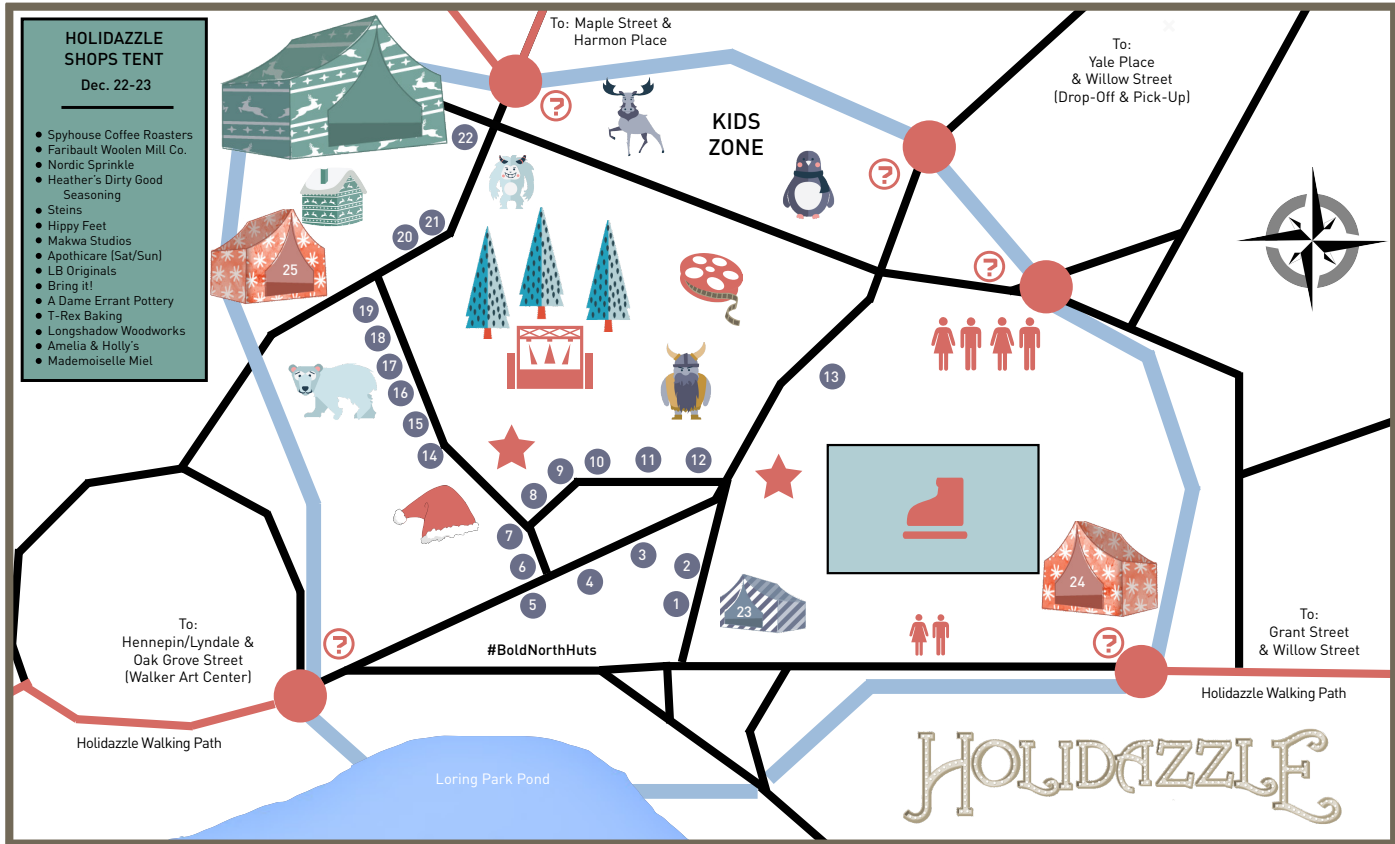 HOLIDAZZLE
SHOPS TENT
Dec. 22-23
• Spyhouse Coffee Roasters
• Faribault Woolen Mill Co.
• Nordic Sprinkle
• Heather's Dirty Good
Seasoning
• Steins
• Hippy Feet
• Makwa Studios
• Apothicare (Sat/Sun)
• LB Originals
• Bring it!
• A Dame Errant Pottery
• T-Rex Baking
• Longshadow Woodworks
• Amelia & Holly's
• Mademoiselle Miel
To: Maple Street &
Harmon Place
?
To:
Yale Place
& Willow Street
(Drop-Off & Pick-Up)
KIDS
ZONE
22
?
21
20
25
?
19
18
17
16
15
14
13
12
11
10
9
8
7
6
5
4
3
2
1
23
24
#BoldNorthHuts
?
?
To:
Hennepin/Lyndale &
Oak Grove Street
(Walker Art Center)
Holidazzle Walking Path
To:
Grant Street
& Willow Street
Holidazzle Walking Path
Loring Park Pond
HOLIDAZZLE